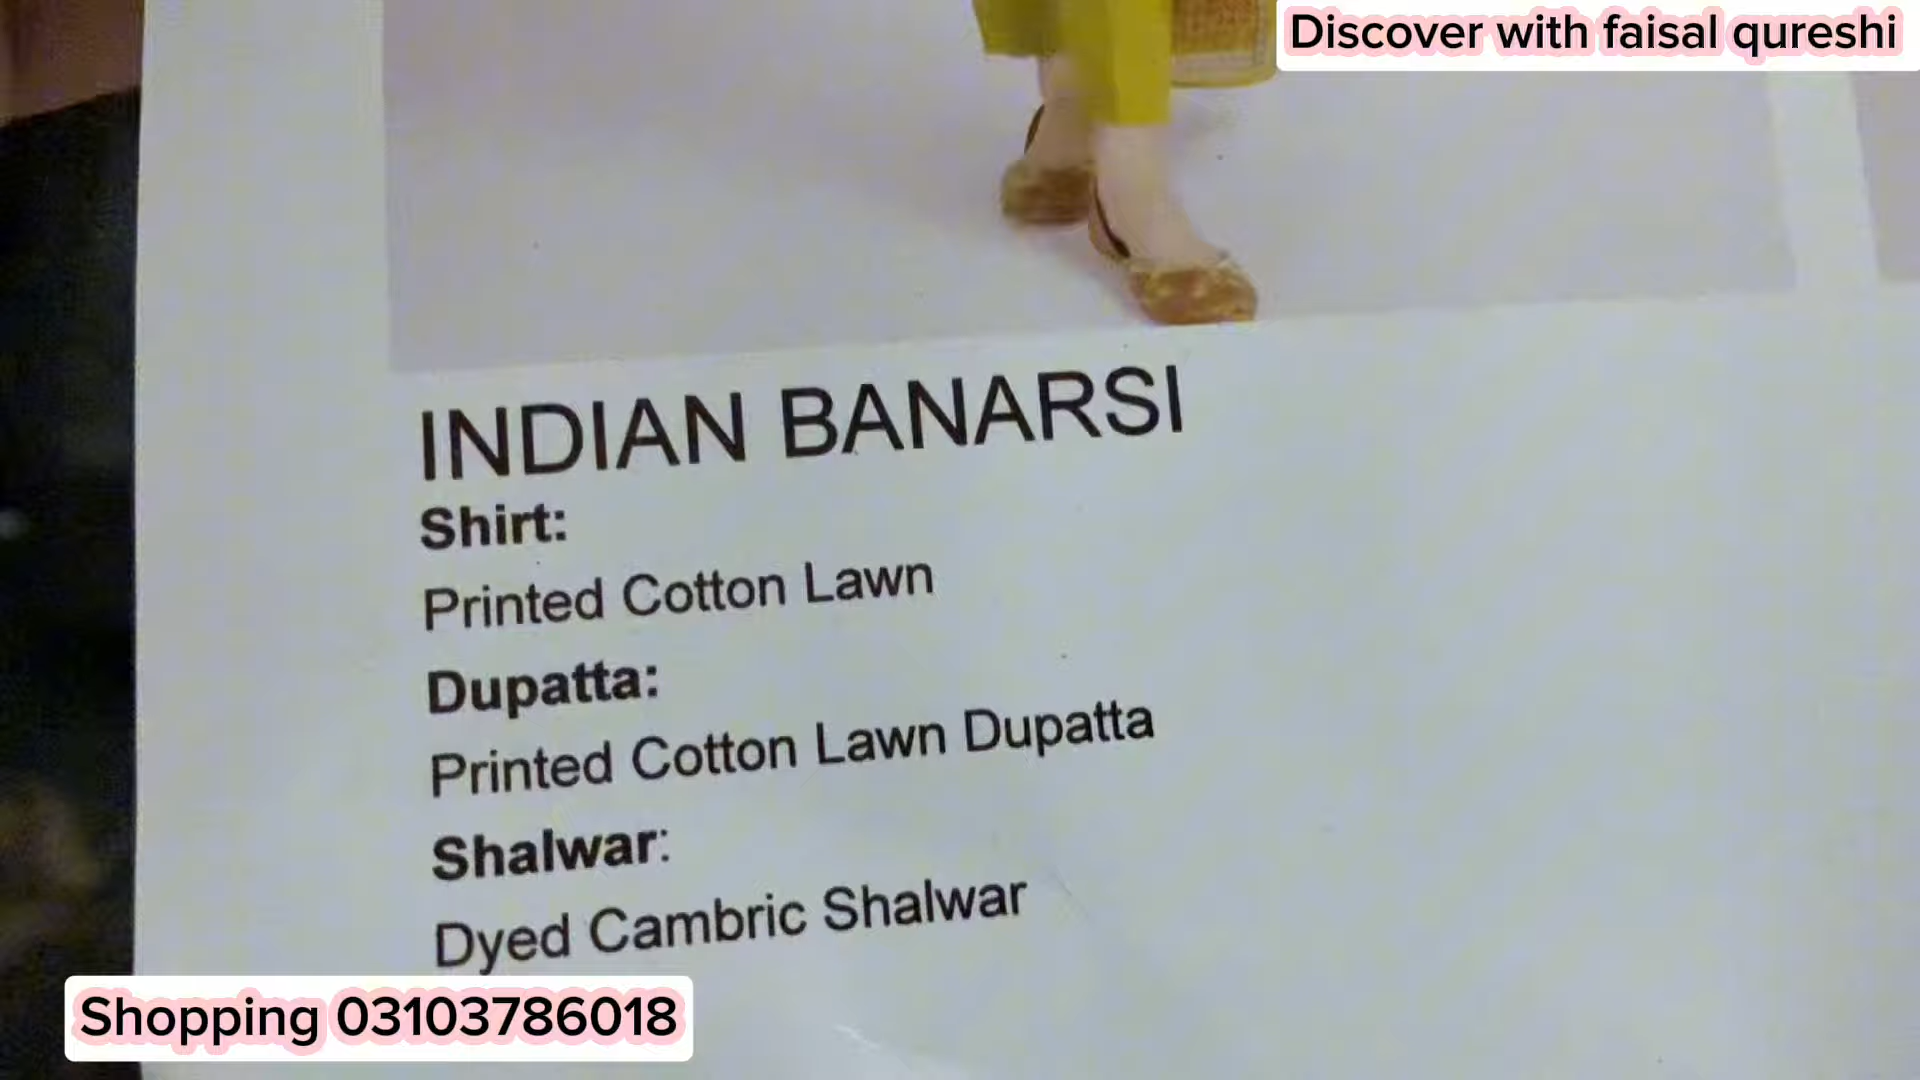 Discover with faisal qureshi
INDIAN BANARSI
Shirt:
Printed Cotton Lawn
Dupatta:
Printed Cotton Lawn Dupatta
Shalwar:
Dyed Cambric Shalwar
Shopping 03103786018